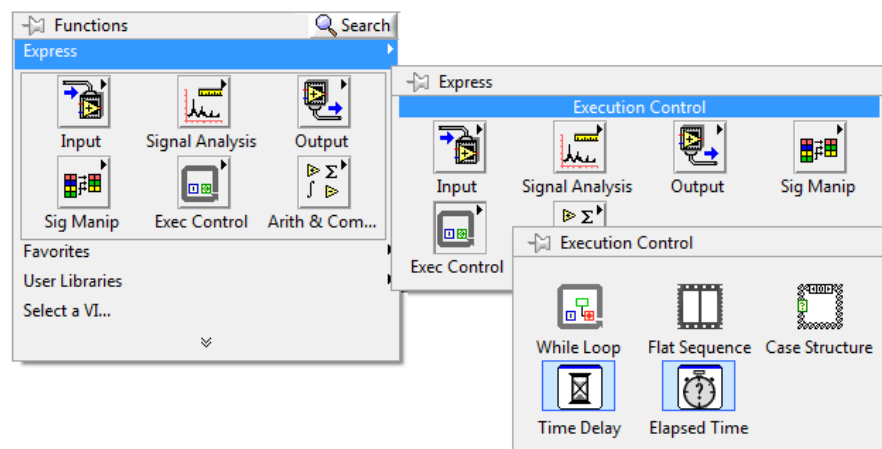 Functions
Search
Express
Input Signal Analysis Output
Sig Manip Exec Control Arith & Com...
Favorites
User Libraries
Select a VI...
Express
Execution Control
Input Signal Analysis Output Sig Manip
Exec Control
Execution Control
While Loop Flat Sequence Case Structure
Time Delay Elapsed Time